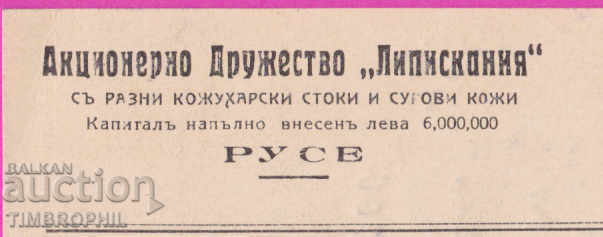 Акционерно Дружество „Липискания“
СЪ РАЗНИ КОЖУХАРСКИ СТОКИ И СУРОВИ КОЖИ
Капиталъ напълно внесенъ лева 6,000,000
РУСЕ
BALKAN
auction
TIMBROPHIL